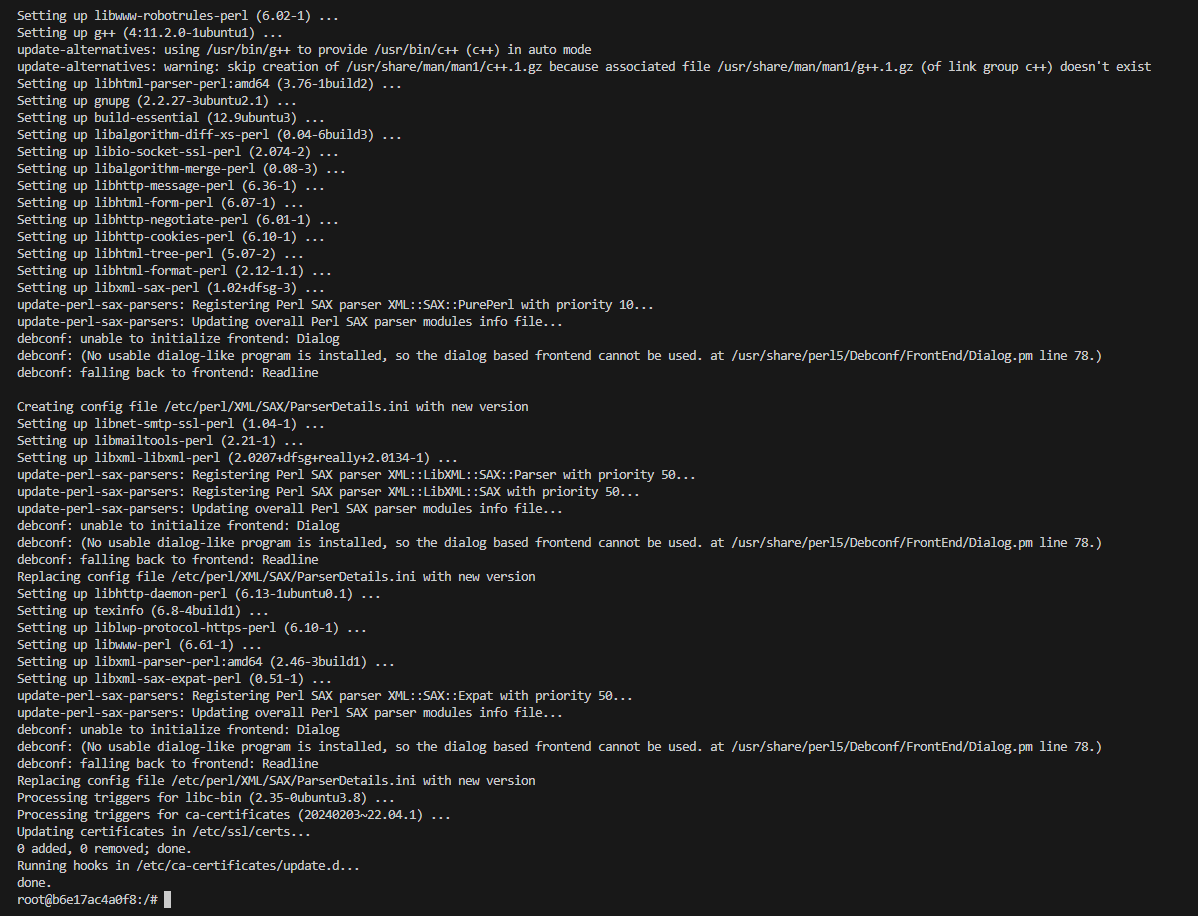 Setting up libwww-robotrules-perl (6.02-1) ...
Setting up g++ (4:11.2.0-1ubuntu1) ...
update-alternatives: using /usr/bin/g++ to provide /usr/bin/c++ (c++) in auto mode
update-alternatives: warning: skip creation of /usr/share/man/man1/c++.1.gz because associated file /usr/share/man/man1/g++.1.gz (of link group c++) doesn't exist
Setting up libhtml-parser-perl:amd64 (3.76-1build2) ...
Setting up gnupg (2.2.27-3ubuntu2.1) ...
Setting up build-essential (12.9ubuntu3) ...
Setting up libalgorithm-diff-xs-perl (0.04-6build3) ...
Setting up libio-socket-ssl-perl (2.074-2) ...
Setting up libalgorithm-merge-perl (0.08-3) ...
Setting up libhttp-message-perl (6.36-1) ...
Setting up libhtml-form-perl (6.07-1) ...
Setting up libhttp-negotiate-perl (6.01-1) ...
Setting up libhttp-cookies-perl (6.10-1) ...
Setting up libhtml-tree-perl (5.07-2) ...
Setting up libhtml-format-perl (2.12-1.1) ...
Setting up libxml-sax-perl (1.02+dfsg-3) ...
update-perl-sax-parsers: Registering Perl SAX parser XML::SAX::PurePerl with priority 10...
update-perl-sax-parsers: Updating overall Perl SAX parser modules info file...
debconf: unable to initialize frontend: Dialog
debconf: (No usable dialog-like program is installed, so the dialog based frontend cannot be used. at /usr/share/perl5/Debconf/FrontEnd/Dialog.pm line 78.)
debconf: falling back to frontend: Readline

Creating config file /etc/perl/XML/SAX/ParserDetails.ini with new version
Setting up libnet-smtp-ssl-perl (1.04-1) ...
Setting up libmailtools-perl (2.21-1) ...
Setting up libxml-libxml-perl (2.0207+dfsg+really+2.0134-1) ...
update-perl-sax-parsers: Registering Perl SAX parser XML::LibXML::SAX::Parser with priority 50...
update-perl-sax-parsers: Registering Perl SAX parser XML::LibXML::SAX with priority 50...
update-perl-sax-parsers: Updating overall Perl SAX parser modules info file...
debconf: unable to initialize frontend: Dialog
debconf: (No usable dialog-like program is installed, so the dialog based frontend cannot be used. at /usr/share/perl5/Debconf/FrontEnd/Dialog.pm line 78.)
debconf: falling back to frontend: Readline
Replacing config file /etc/perl/XML/SAX/ParserDetails.ini with new version
Setting up libhttp-daemon-perl (6.13-1ubuntu0.1) ...
Setting up texinfo (6.8-4build1) ...
Setting up liblwp-protocol-https-perl (6.10-1) ...
Setting up libwww-perl (6.61-1) ...
Setting up libxml-parser-perl:amd64 (2.46-3build1) ...
Setting up libxml-sax-expat-perl (0.51-1) ...
update-perl-sax-parsers: Registering Perl SAX parser XML::SAX::Expat with priority 50...
update-perl-sax-parsers: Updating overall Perl SAX parser modules info file...
debconf: unable to initialize frontend: Dialog
debconf: (No usable dialog-like program is installed, so the dialog based frontend cannot be used. at /usr/share/perl5/Debconf/FrontEnd/Dialog.pm line 78.)
debconf: falling back to frontend: Readline
Replacing config file /etc/perl/XML/SAX/ParserDetails.ini with new version
Processing triggers for libc-bin (2.35-0ubuntu3.8) ...
Processing triggers for ca-certificates (20240203~22.04.1) ...
Updating certificates in /etc/ssl/certs...
0 added, 0 removed; done.
Running hooks in /etc/ca-certificates/update.d...
done.
root@b6e17ac4a0f8:/#